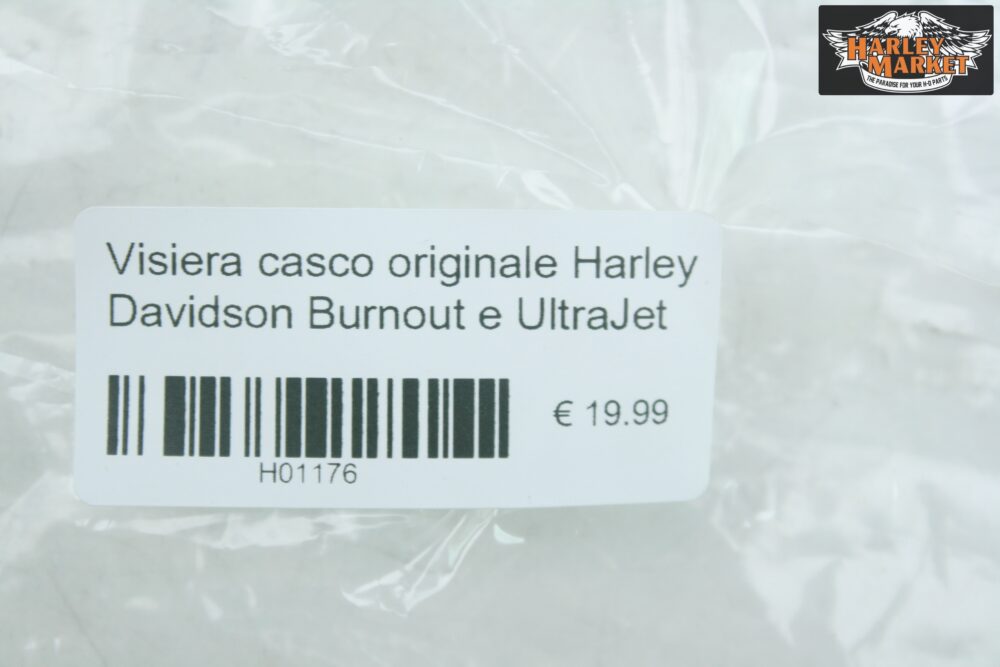 HARLEY
MARKET
THE PARADISE FOR YOUR H-D PARTS
Visiera casco originale Harley
Davidson Burnout e UltraJet
€ 19.99
H01176